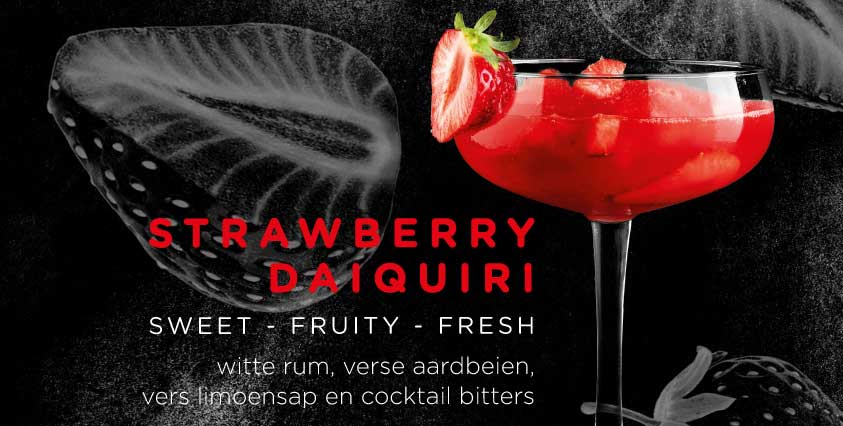 STRAWBERRY
DAIQUIRI
SWEET - FRUITY - FRESH
witte rum, verse aardbeien,
vers limoensap en cocktail bitters